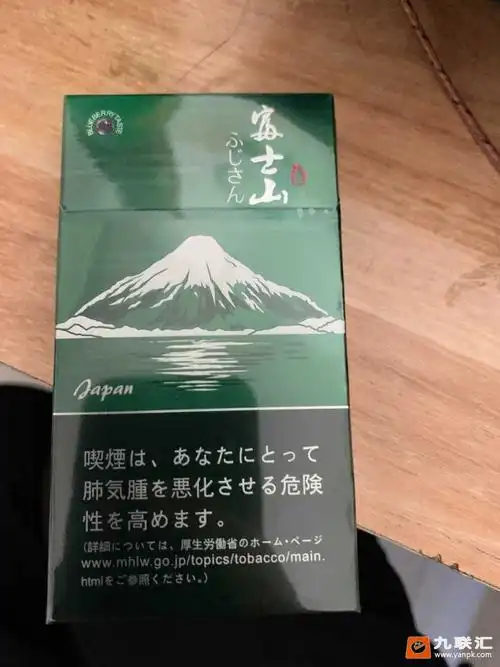 BLUEBERRY TASTE
富士山
ふじさん
Japan
喫煙は、あなたにとって
肺気腫を悪化させる危険
性を高めます。
(詳細については、厚生労働省のホーム・ページ
www.mhlw.go.jp/topics/tobacco/main.
htmlをご参照ください。)
九联汇
www.yanpk.com